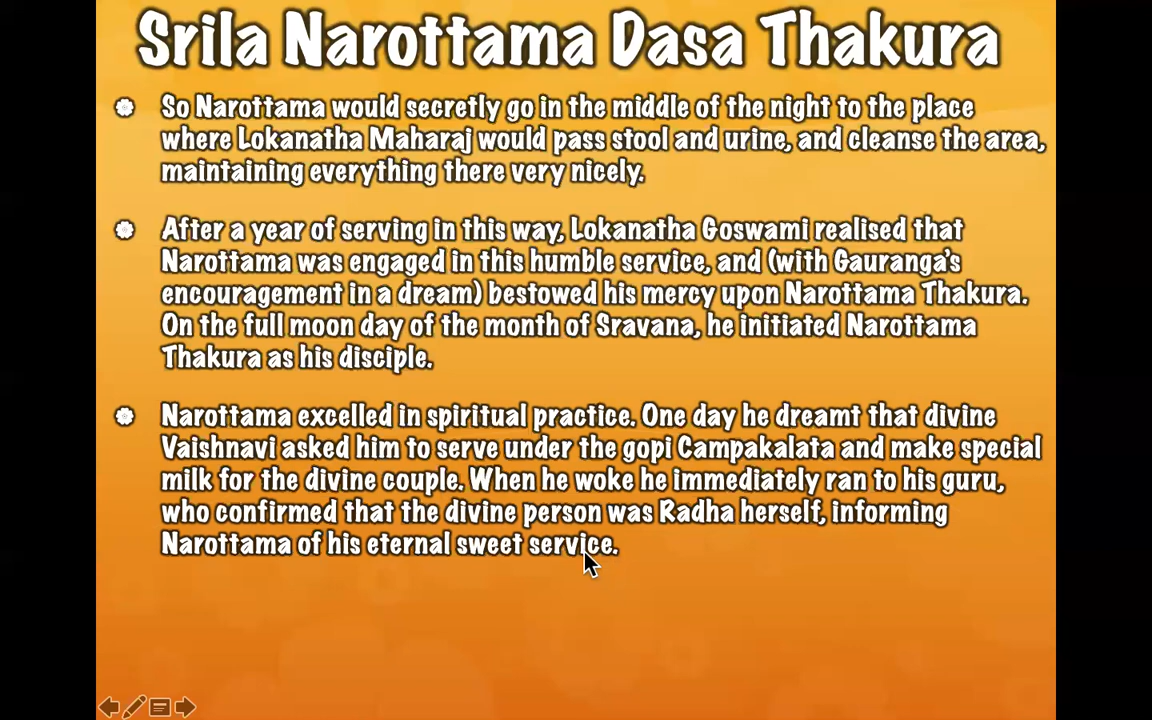 Srila Narottama Dasa Thakura
So Narottama would secretly go in the middle of the night to the place
where Lokanatha Maharaj would pass stool and urine, and cleanse the area,
maintaining everything there very nicely.
After a year of serving in this way, Lokanatha Goswami realised that
Narottama was engaged in this humble service, and (with Gauranga's
encouragement in a dream) bestowed his mercy upon Narottama Thakura.
On the full moon day of the month of Sravana, he initiated Narottama
Thakura as his disciple.
Narottama excelled in spiritual practice. One day he dreamt that divine
Vaishnavi asked him to serve under the gopi Campakalata and make special
milk for the divine couple. When he woke he immediately ran to his guru,
who confirmed that the divine person was Radha herself, informing
Narottama of his eternal sweet service.